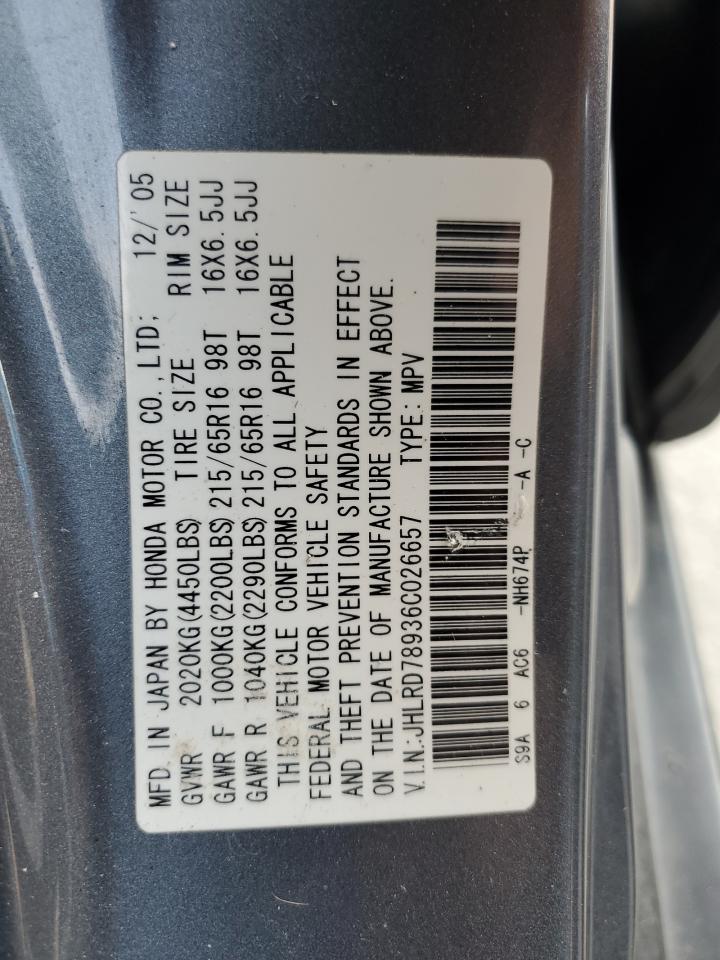 MFD. IN JAPAN BY HONDA MOTOR CO., LTD; 12/'05
GVWR 2020KG(4450LBS) TIRE SIZE RIM SIZE
GAWR F 1000KG(2200LBS) 215/65R16 98T 16X6.5JJ
GAWR R 1040KG(2290LBS) 215/65R16 98T 16X6.5JJ
THIS VEHICLE CONFORMS TO ALL APPLICABLE
FEDERAL MOTOR VEHICLE SAFETY
AND THEFT PREVENTION STANDARDS IN EFFECT
ON THE DATE OF MANUFACTURE SHOWN ABOVE.
V.I.N.:JHLRD78936C026657 TYPE:MPV
S9A 6 AC6 -NH674P -A -C